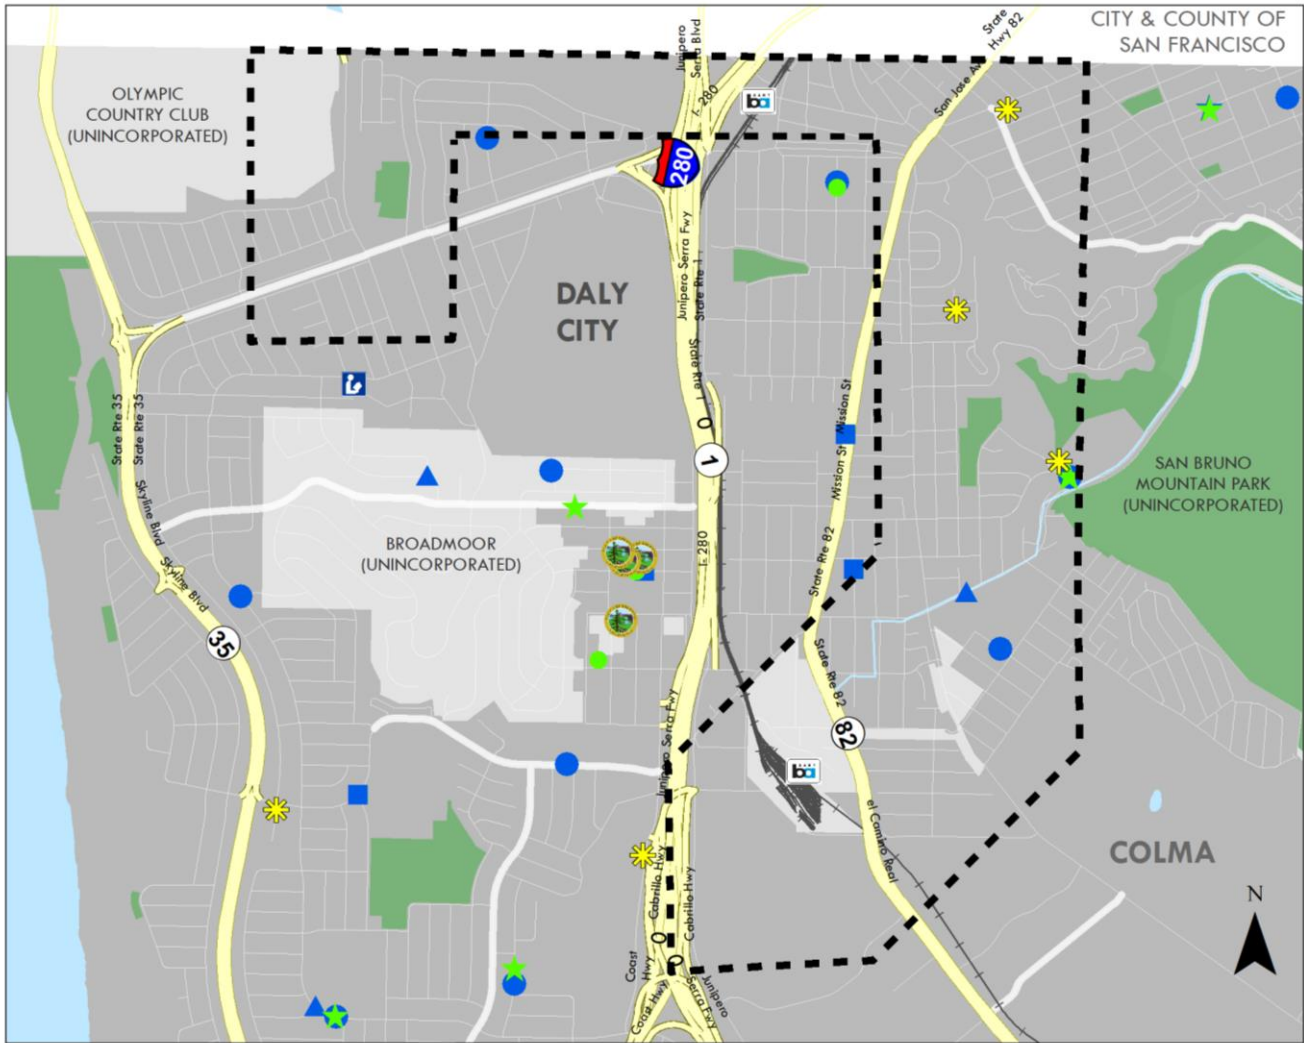 CITY & COUNTY OF
SAN FRANCISCO
State
Hwy 82
Junipero
Serra Blvd
I- 280
ba
San Jose Ave
OLYMPIC
COUNTRY CLUB
(UNINCORPORATED)
280
Junipero Serra Fwy
State Rte 1
DALY
CITY
State Rte 1
State Rte 35
State Rte 35
Mission St
Mission St
1
SAN BRUNO
MOUNTAIN PARK
(UNINCORPORATED)
Skyline Blvd
BROADMOOR
(UNINCORPORATED)
I- 280
State Rte 82
Skyline Blvd
35
State Rte 82
Junipero Serra Fwy
82
ba
el Camino Real
COLMA
Cabrillo Hwy
Cabrillo Hwy
N
Coast
Hwy
Coast Hwy
Junipero
Serra Fwy